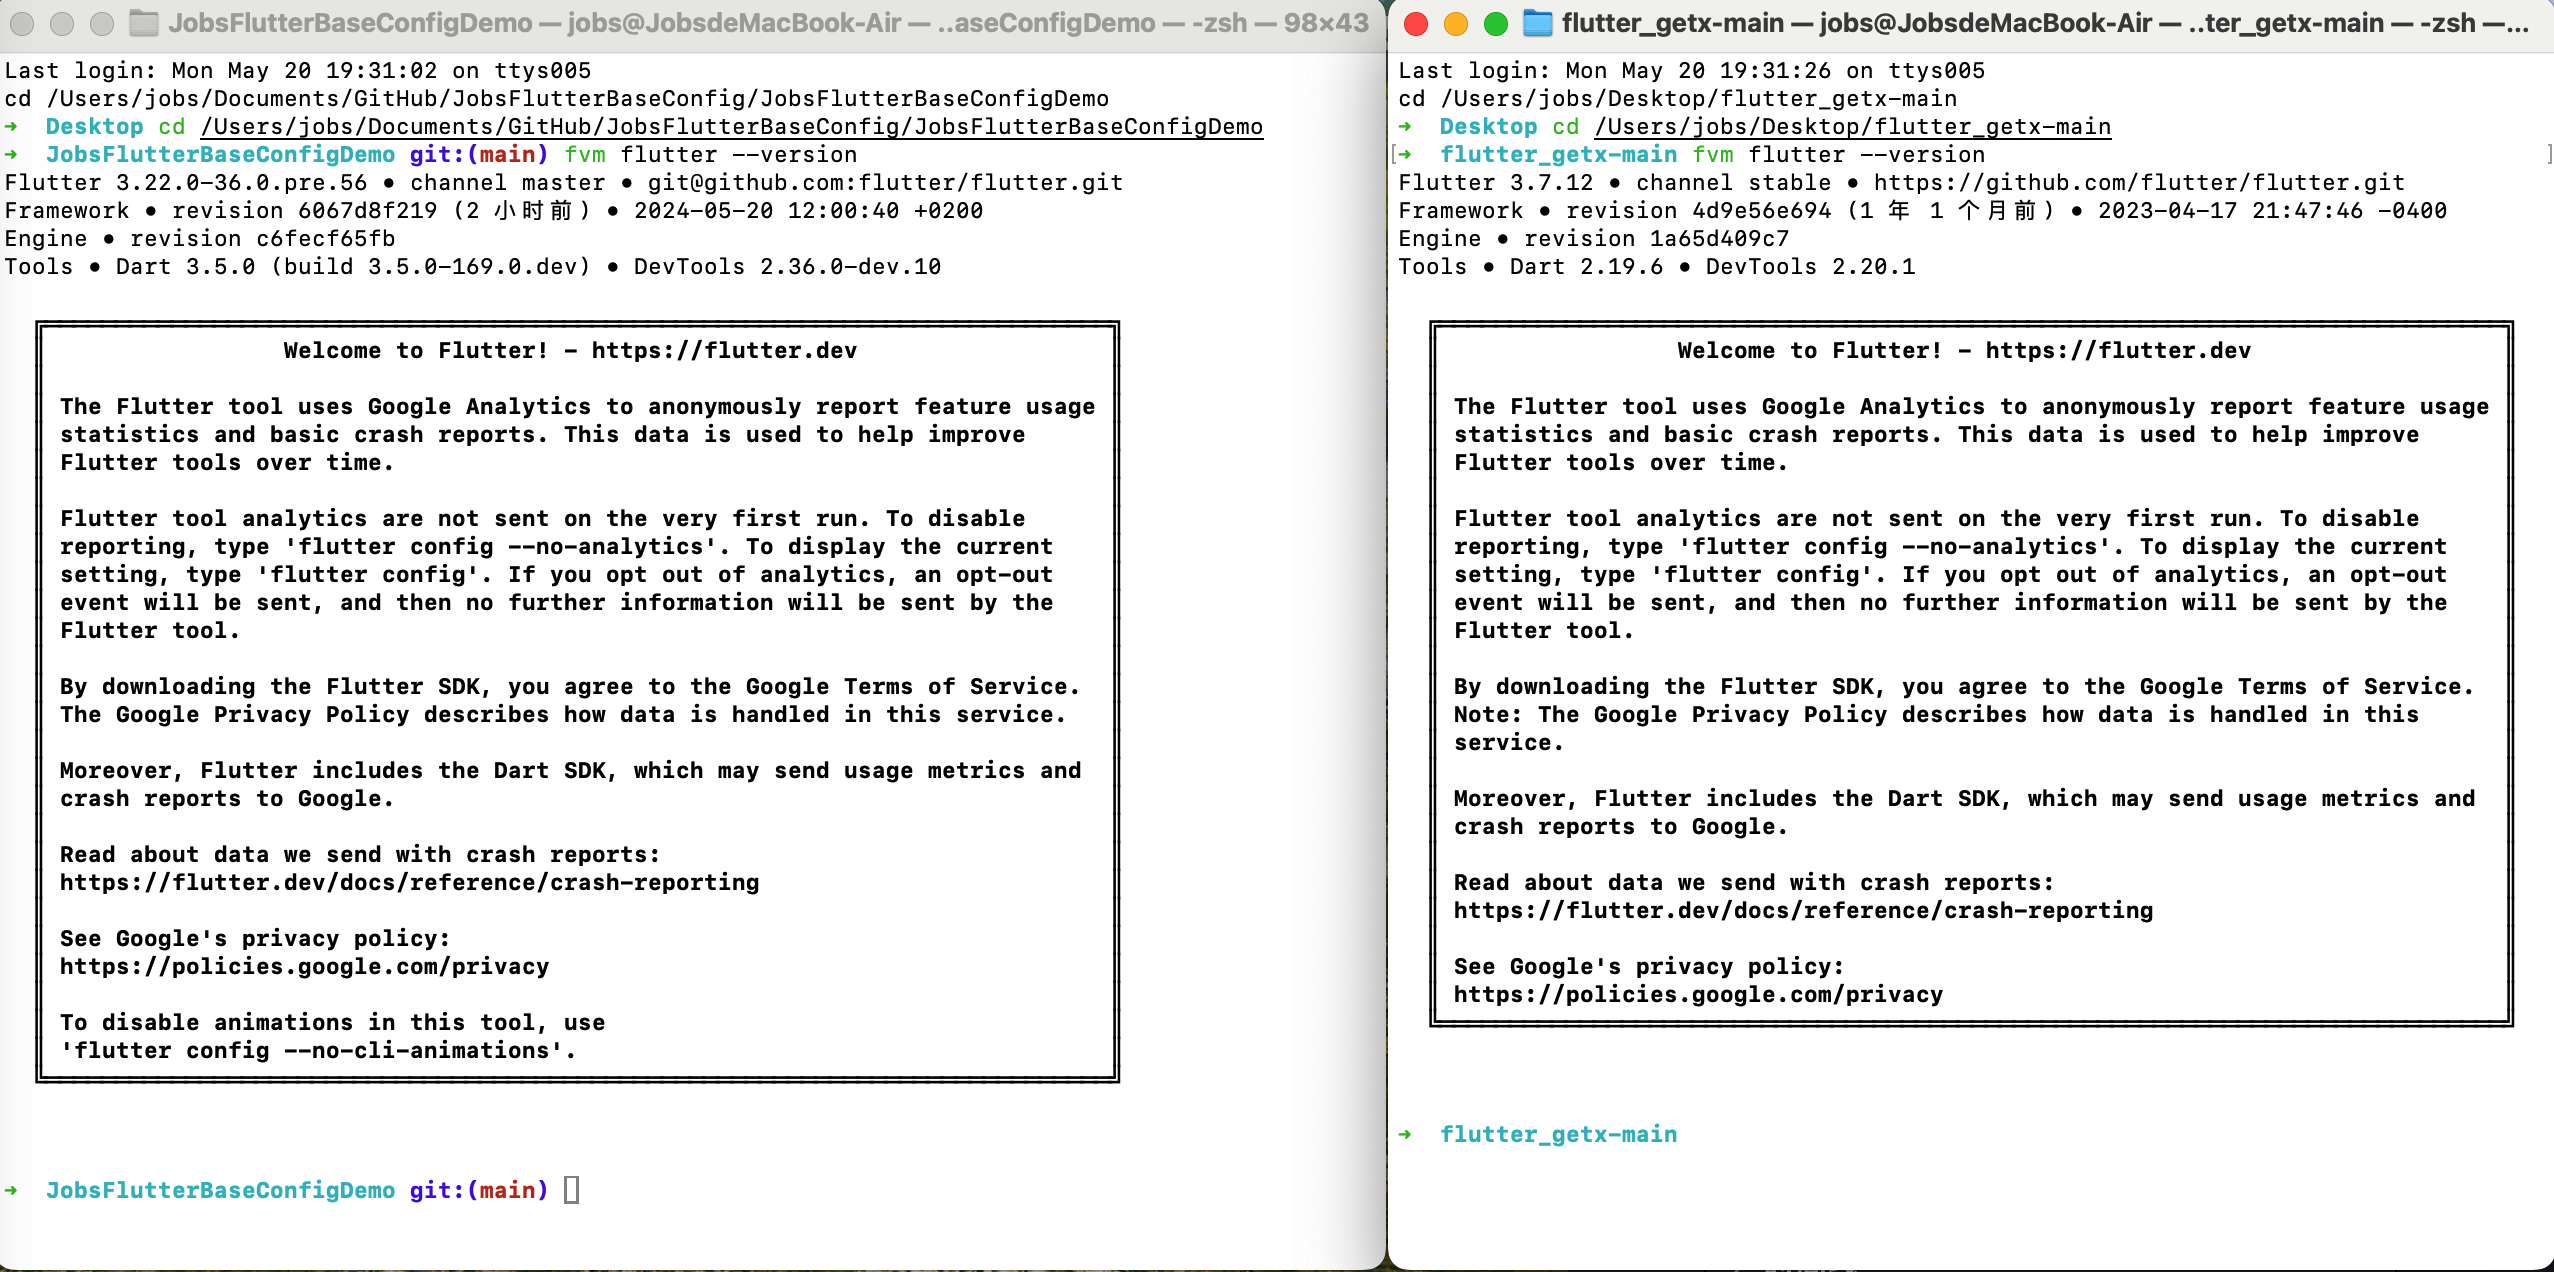 JobsFlutterBaseConfigDemo — jobs@JobsdeMacBook-Air — ..aseConfigDemo — -zsh — 98×43
Last login: Mon May 20 19:31:02 on ttys005
cd /Users/jobs/Documents/GitHub/JobsFlutterBaseConfig/JobsFlutterBaseConfigDemo
➜  Desktop cd /Users/jobs/Documents/GitHub/JobsFlutterBaseConfig/JobsFlutterBaseConfigDemo
➜  JobsFlutterBaseConfigDemo git:(main) fvm flutter --version
Flutter 3.22.0-36.0.pre.56 • channel master • git@github.com:flutter/flutter.git
Framework • revision 6067d8f219 (2 小时前) • 2024-05-20 12:00:40 +0200
Engine • revision c6fecf65fb
Tools • Dart 3.5.0 (build 3.5.0-169.0.dev) • DevTools 2.36.0-dev.10
Welcome to Flutter! - https://flutter.dev
The Flutter tool uses Google Analytics to anonymously report feature usage
statistics and basic crash reports. This data is used to help improve
Flutter tools over time.
Flutter tool analytics are not sent on the very first run. To disable
reporting, type 'flutter config --no-analytics'. To display the current
setting, type 'flutter config'. If you opt out of analytics, an opt-out
event will be sent, and then no further information will be sent by the
Flutter tool.
By downloading the Flutter SDK, you agree to the Google Terms of Service.
The Google Privacy Policy describes how data is handled in this service.
Moreover, Flutter includes the Dart SDK, which may send usage metrics and
crash reports to Google.
Read about data we send with crash reports:
https://flutter.dev/docs/reference/crash-reporting
See Google's privacy policy:
https://policies.google.com/privacy
To disable animations in this tool, use
'flutter config --no-cli-animations'.
➜  JobsFlutterBaseConfigDemo git:(main)
flutter_getx-main — jobs@JobsdeMacBook-Air — ..ter_getx-main — -zsh —...
Last login: Mon May 20 19:31:26 on ttys005
cd /Users/jobs/Desktop/flutter_getx-main
➜  Desktop cd /Users/jobs/Desktop/flutter_getx-main
[➜  flutter_getx-main fvm flutter --version ]
Flutter 3.7.12 • channel stable • https://github.com/flutter/flutter.git
Framework • revision 4d9e56e694 (1 年 1 个月前) • 2023-04-17 21:47:46 -0400
Engine • revision 1a65d409c7
Tools • Dart 2.19.6 • DevTools 2.20.1
Welcome to Flutter! - https://flutter.dev
The Flutter tool uses Google Analytics to anonymously report feature usage
statistics and basic crash reports. This data is used to help improve
Flutter tools over time.
Flutter tool analytics are not sent on the very first run. To disable
reporting, type 'flutter config --no-analytics'. To display the current
setting, type 'flutter config'. If you opt out of analytics, an opt-out
event will be sent, and then no further information will be sent by the
Flutter tool.
By downloading the Flutter SDK, you agree to the Google Terms of Service.
Note: The Google Privacy Policy describes how data is handled in this
service.
Moreover, Flutter includes the Dart SDK, which may send usage metrics and
crash reports to Google.
Read about data we send with crash reports:
https://flutter.dev/docs/reference/crash-reporting
See Google's privacy policy:
https://policies.google.com/privacy
➜  flutter_getx-main